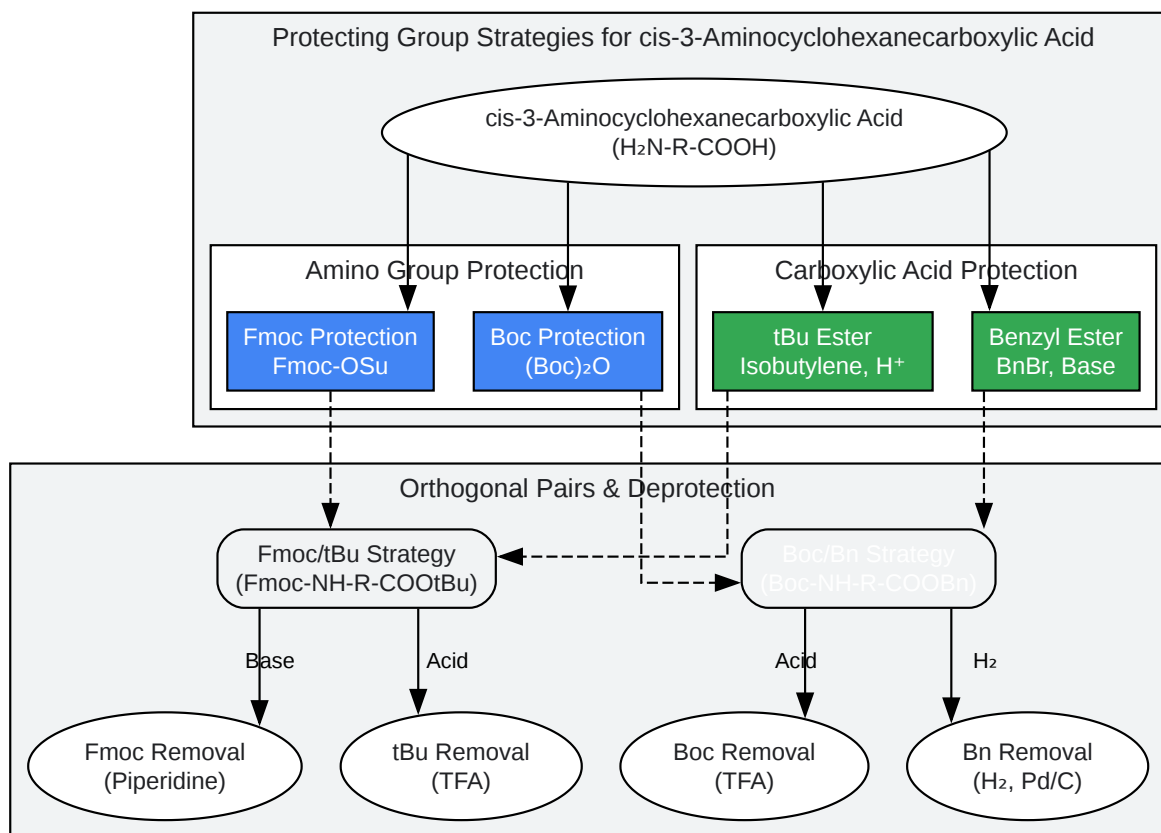 Protecting Group Strategies for cis-3-Aminocyclohexanecarboxylic Acid
cis-3-Aminocyclohexanecarboxylic Acid
(H₂N-R-COOH)
Amino Group Protection
Carboxylic Acid Protection
Fmoc Protection
Fmoc-OSu
Boc Protection
(Boc)₂O
tBu Ester
Isobutylene, H⁺
Benzyl Ester
BnBr, Base
Orthogonal Pairs & Deprotection
Fmoc/tBu Strategy
(Fmoc-NH-R-COOtBu)
Boc/Bn Strategy
(Boc-NH-R-COOBn)
Base
Acid
Acid
H₂
Fmoc Removal
(Piperidine)
tBu Removal
(TFA)
Boc Removal
(TFA)
Bn Removal
(H₂, Pd/C)